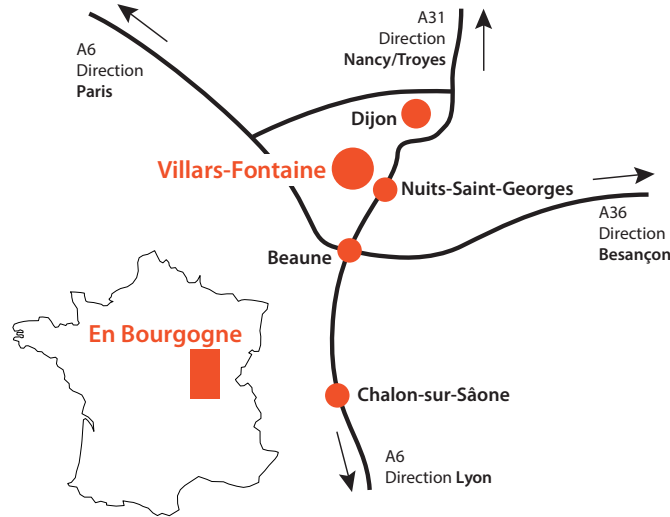 A31
Direction
Nancy/Troyes
A6
Direction
Paris
Dijon
Villars-Fontaine
Nuits-Saint-Georges
A36
Direction
Besançon
Beaune
En Bourgogne
Chalon-sur-Sâone
A6
Direction Lyon